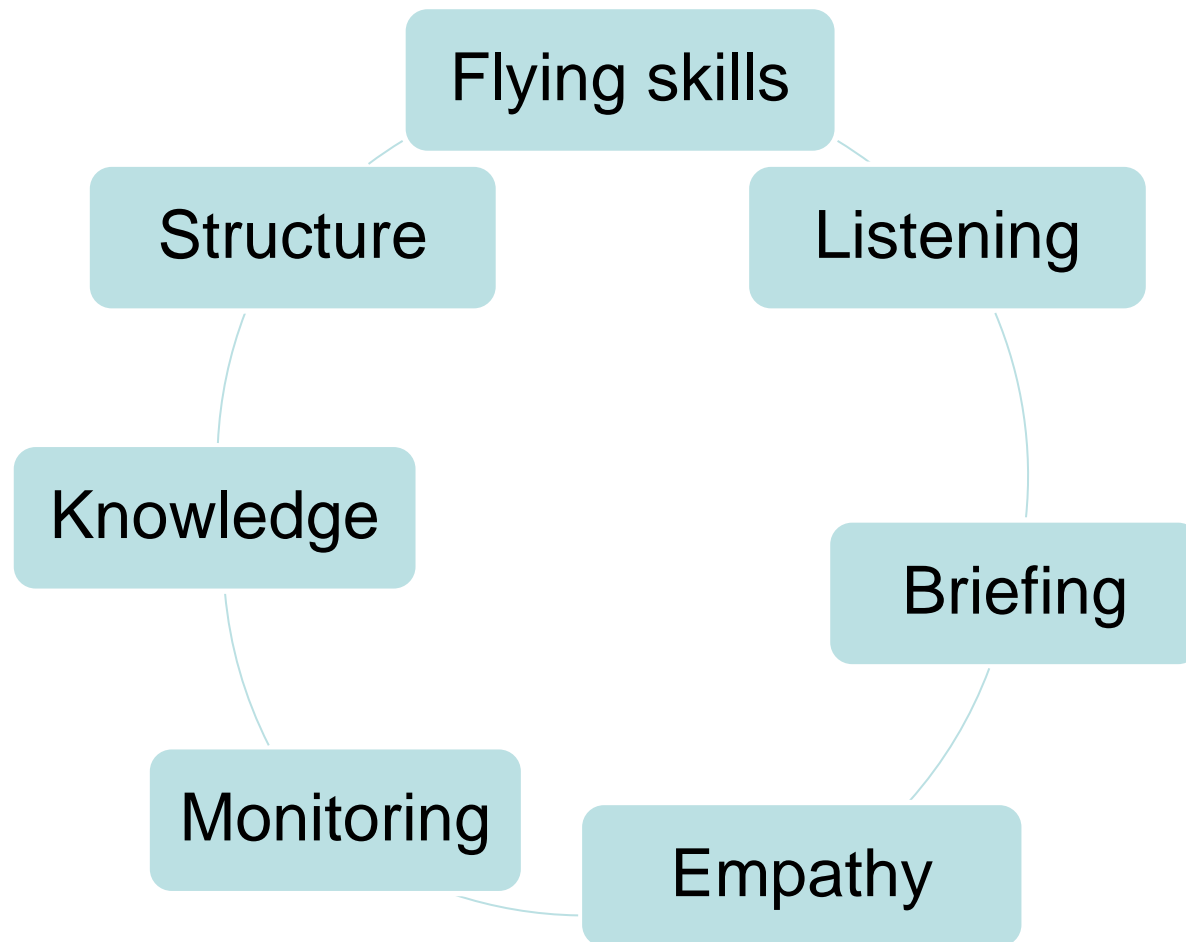 Flying skills
Listening
Briefing
Empathy
Monitoring
Knowledge
Structure